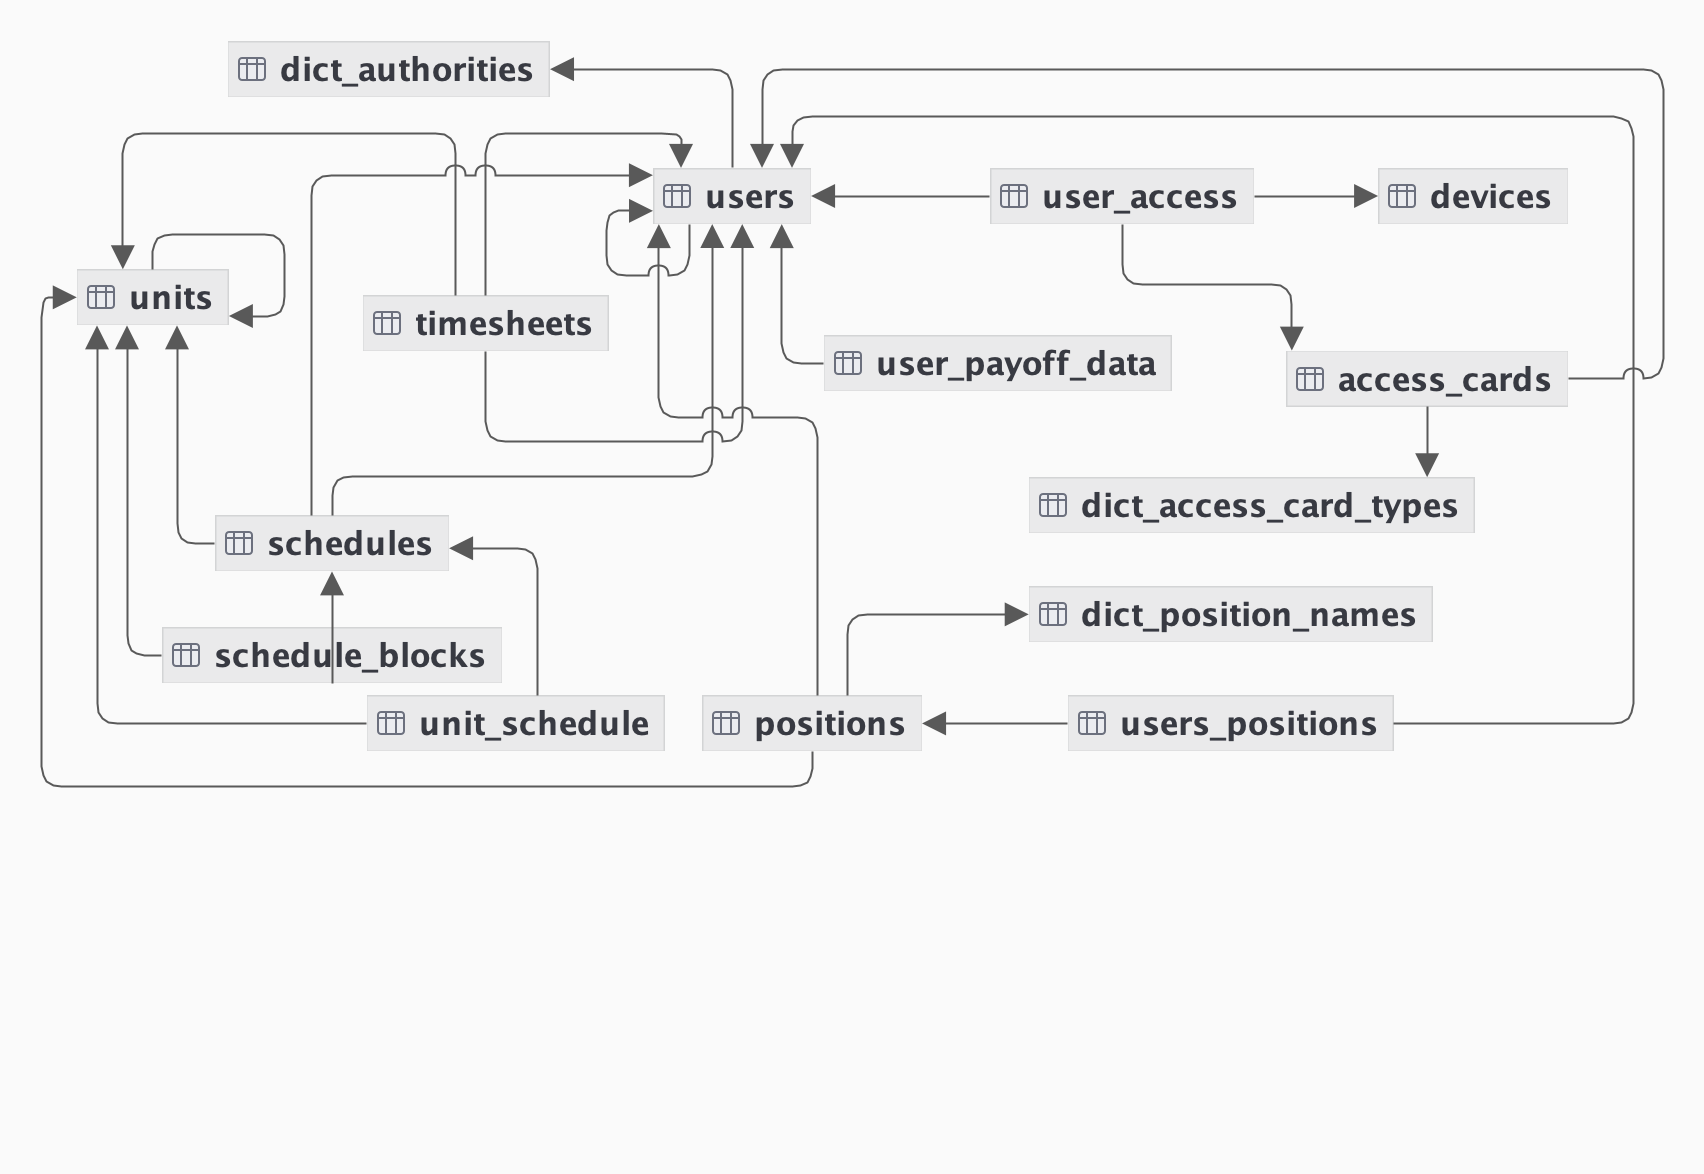 dict_authorities
users
user_access
devices
units
timesheets
user_payoff_data
access_cards
dict_access_card_types
schedules
dict_position_names
schedule_blocks
unit_schedule
positions
users_positions